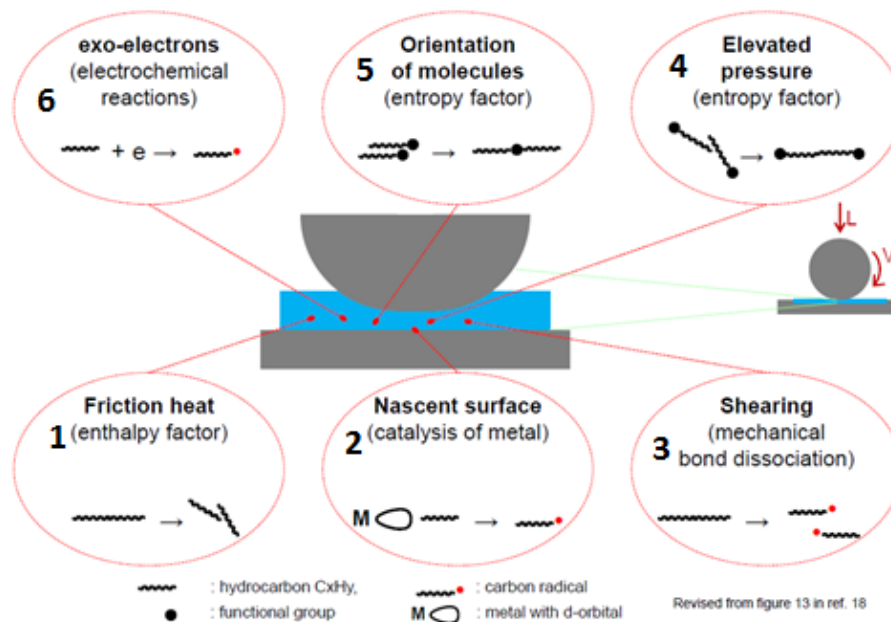 exo-electrons
(electrochemical
reactions)
6
+ e →
Orientation
of molecules
(entropy factor)
5
→
Elevated
pressure
(entropy factor)
4
→
L
V
Friction heat
(enthalpy factor)
1
→
Nascent surface
(catalysis of metal)
2
M
→
Shearing
(mechanical
bond dissociation)
3
→
: hydrocarbon CxHy,
: carbon radical
: functional group
M : metal with d-orbital
Revised from figure 13 in ref. 18